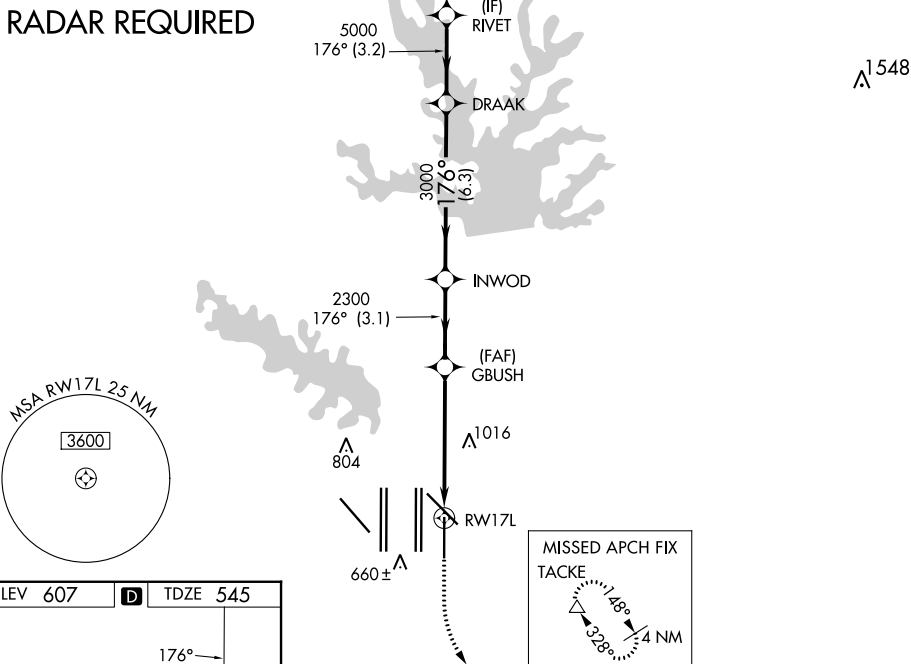 RADAR REQUIRED
(IF)
RIVET
5000
176° (3.2)
1548
DRAAK
3000
176°
(6.3)
INWOD
2300
176° (3.1)
(FAF)
GBUSH
MSA RW17L 25 NM
3600
1016
804
RW17L
660±
MISSED APCH FIX
TACKE
148°
328°
4 NM
LEV 607
D
TDZE 545
176°